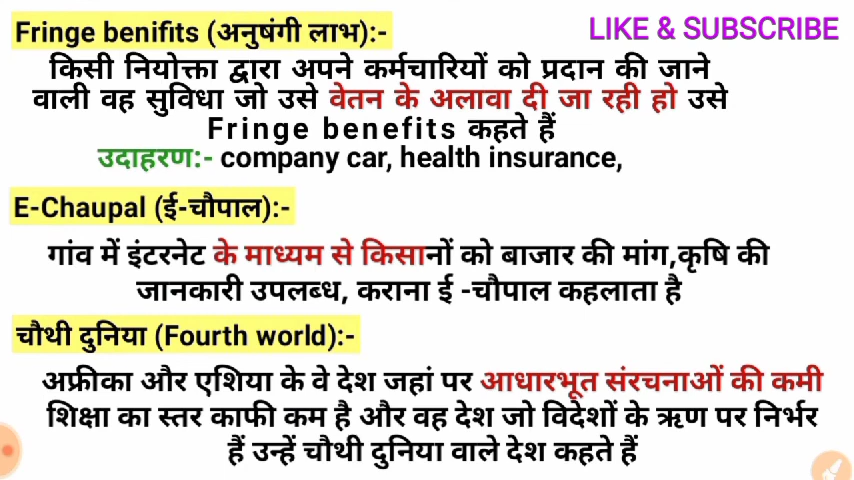 Fringe benifits (अनुषंगी लाभ):-
LIKE & SUBSCRIBE
किसी नियोक्ता द्वारा अपने कर्मचारियों को प्रदान की जाने
वाली वह सुविधा जो उसे वेतन के अलावा दी जा रही हो उसे
Fringe benefits कहते हैं
उदाहरण:- company car, health insurance,
E-Chaupal (ई-चौपाल):-
गांव में इंटरनेट के माध्यम से किसानों को बाजार की मांग,कृषि की
जानकारी उपलब्ध, कराना ई -चौपाल कहलाता है
चौथी दुनिया (Fourth world):-
अफ्रीका और एशिया के वे देश जहां पर आधारभूत संरचनाओं की कमी
शिक्षा का स्तर काफी कम है और वह देश जो विदेशों के ऋण पर निर्भर
हैं उन्हें चौथी दुनिया वाले देश कहते हैं